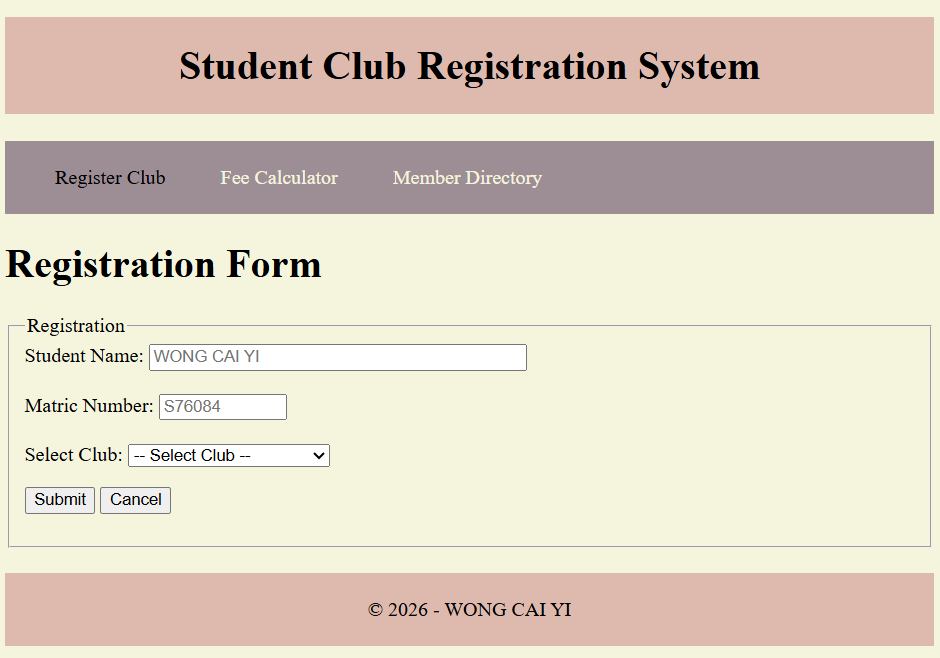 Student Club Registration System
Register Club Fee Calculator Member Directory
Registration Form
Registration
Student Name: WONG CAI YI
Matric Number: S76084
Select Club: -- Select Club --
Submit Cancel
© 2026 - WONG CAI YI